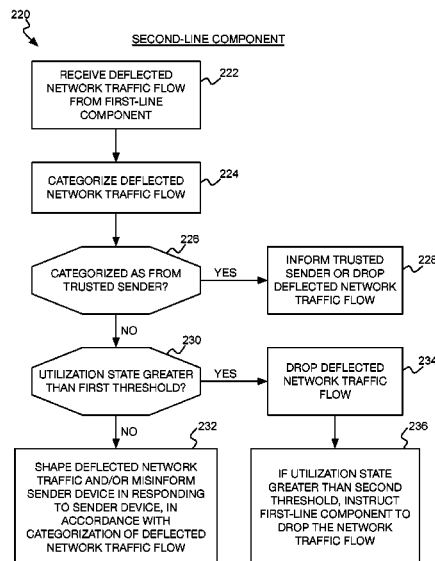 220
SECOND-LINE COMPONENT
RECEIVE DEFLECTED
NETWORK TRAFFIC FLOW
FROM FIRST-LINE
COMPONENT
222
CATEGORIZE DEFLECTED
NETWORK TRAFFIC FLOW
224
226
CATEGORIZED AS FROM
TRUSTED SENDER?
YES
INFORM TRUSTED
SENDER OR DROP
DEFLECTED NETWORK
TRAFFIC FLOW
228
NO
230
UTILIZATION STATE GREATER
THAN FIRST THRESHOLD?
YES
DROP DEFLECTED
NETWORK TRAFFIC
FLOW
234
NO
232
SHAPE DEFLECTED NETWORK
TRAFFIC AND/OR MISINFORM
SENDER DEVICE IN RESPONDING
TO SENDER DEVICE, IN
ACCORDANCE WITH
CATEGORIZATION OF DEFLECTED
NETWORK TRAFFIC FLOW
236
IF UTILIZATION STATE
GREATER THAN SECOND
THRESHOLD, INSTRUCT
FIRST-LINE COMPONENT
TO DROP THE NETWORK
TRAFFIC FLOW